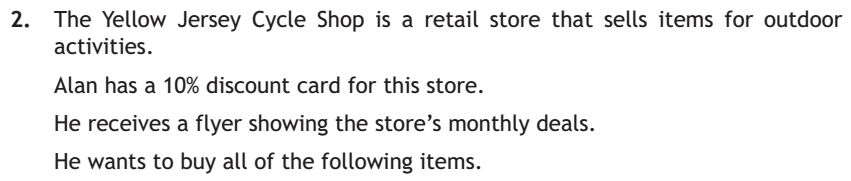 2. The Yellow Jersey Cycle Shop is a retail store that sells items for outdoor
activities.
Alan has a 10% discount card for this store.
He receives a flyer showing the store’s monthly deals.
He wants to buy all of the following items.